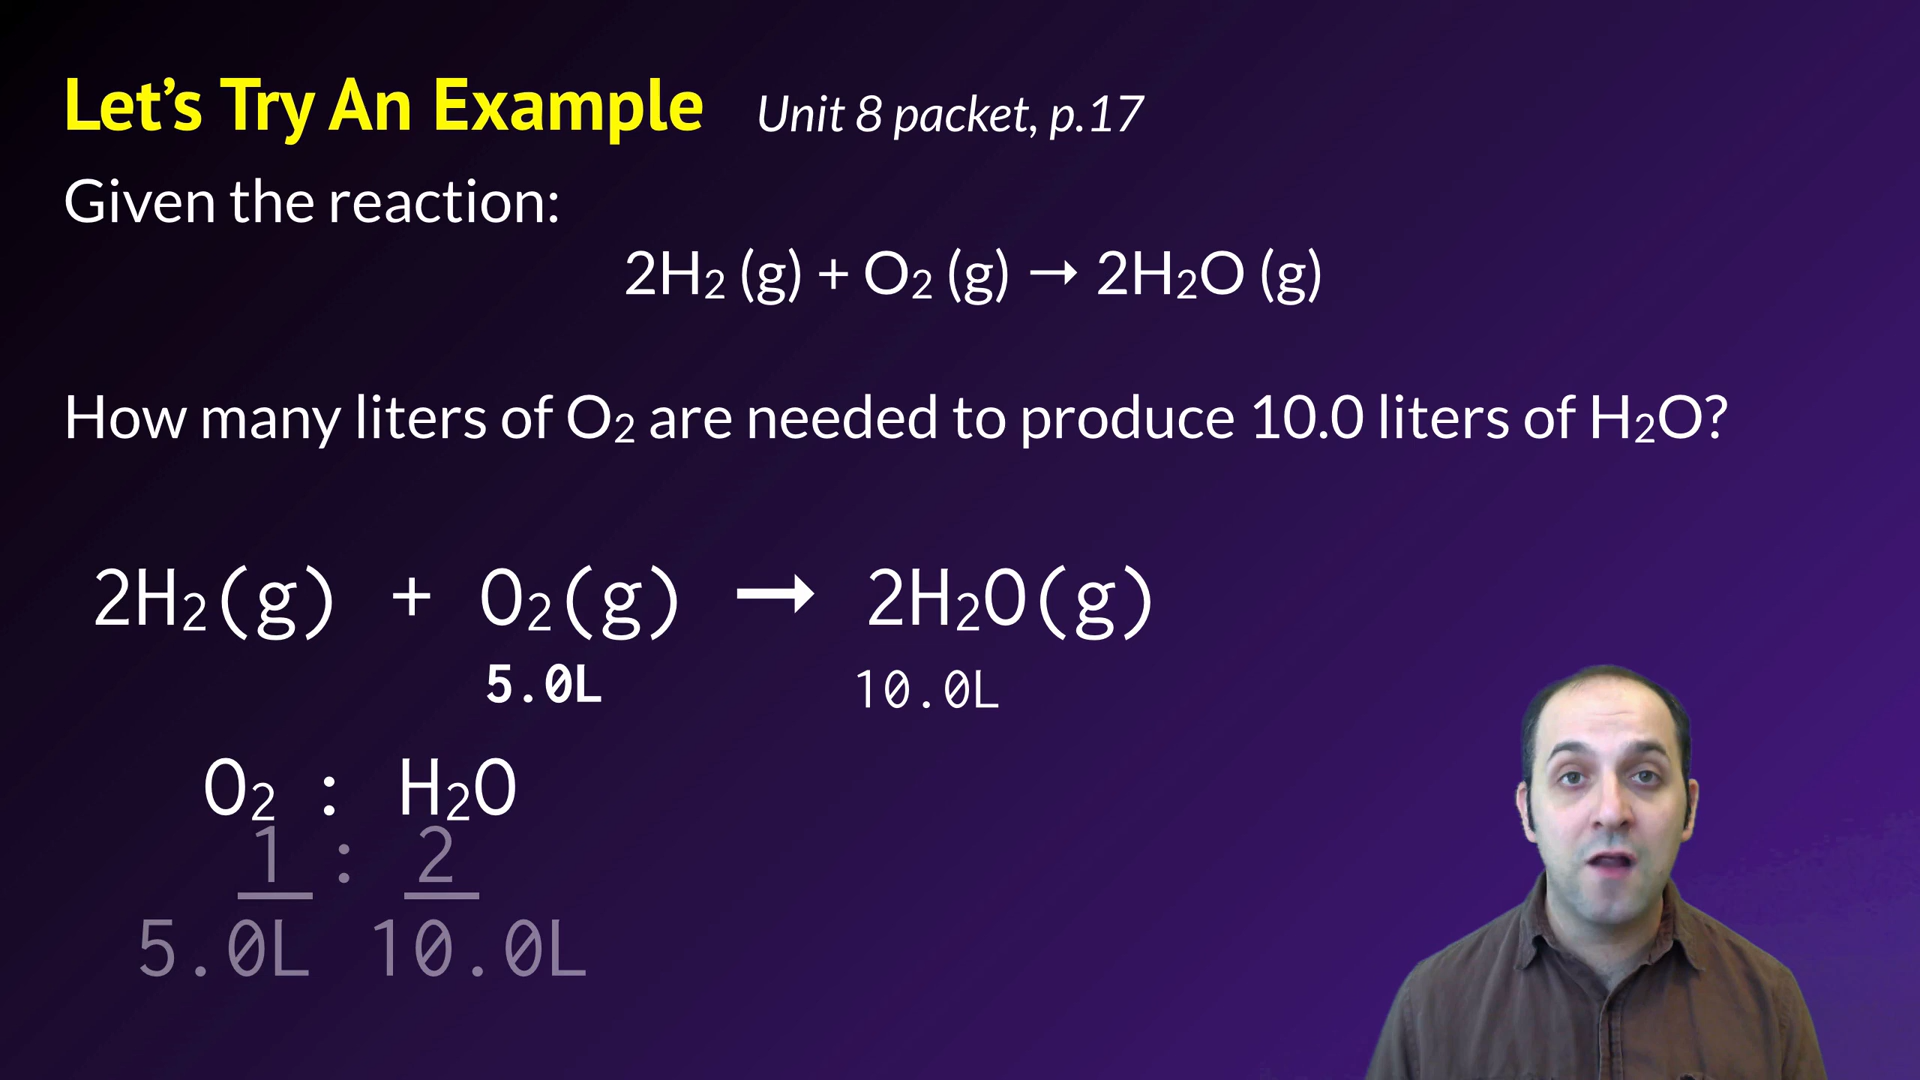 Let's Try An Example Unit 8 packet, p.17
Given the reaction:
2H₂ (g) + O₂ (g) → 2H₂O (g)
How many liters of O₂ are needed to produce 10.0 liters of H₂O?
2H₂(g) + O₂(g) → 2H₂O(g)
5.0L 10.0L
O₂ : H₂O
1 : 2
5.0L 10.0L